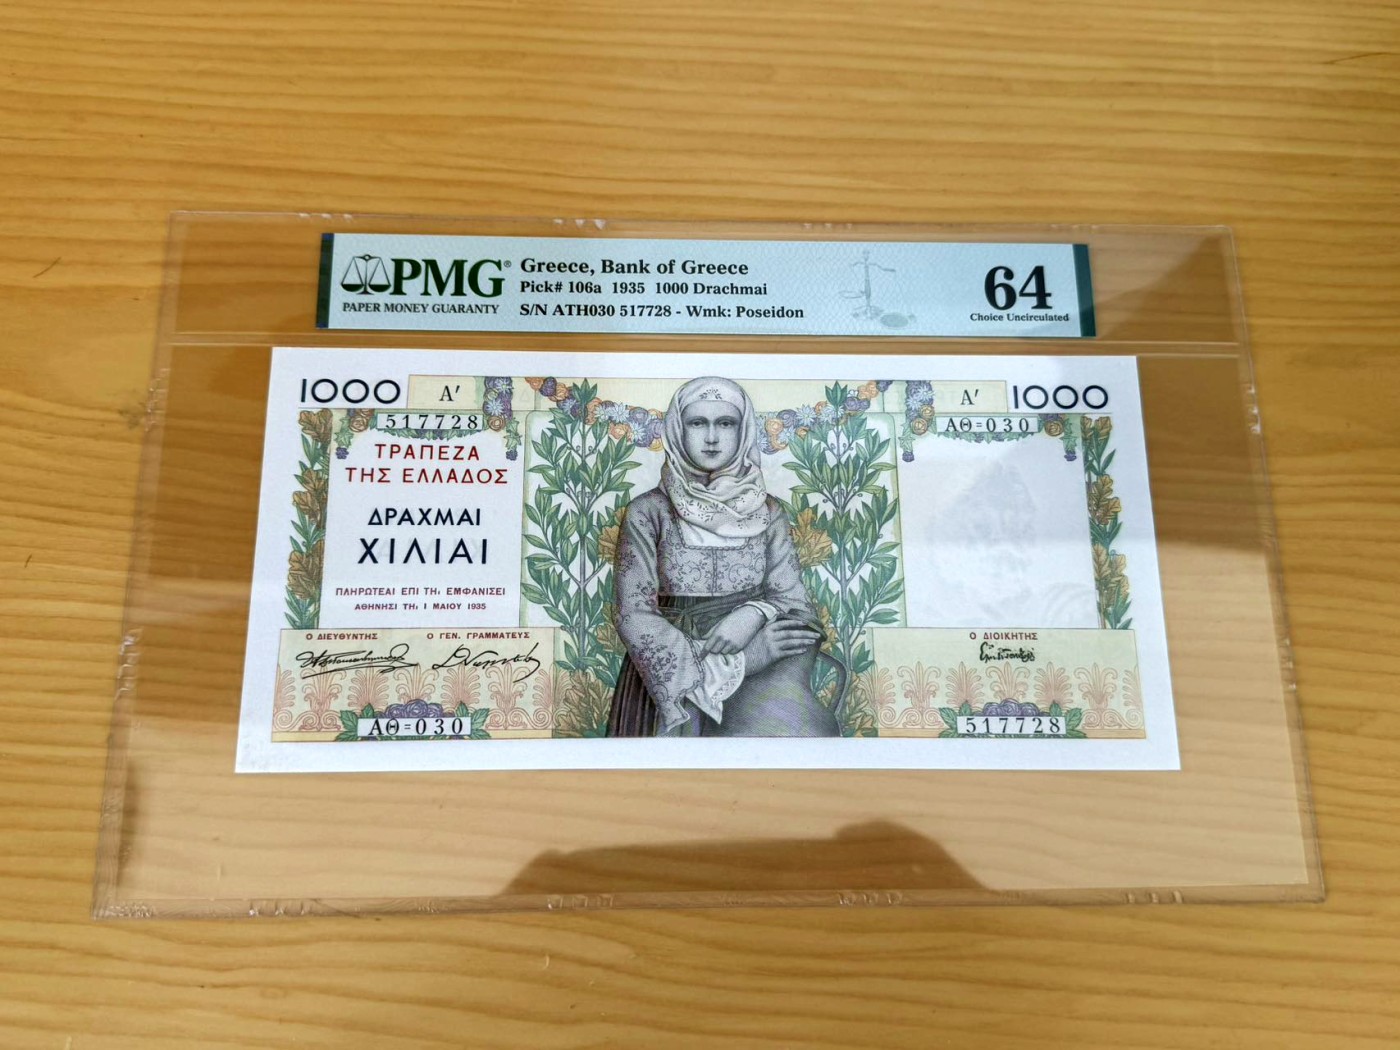 PMG®
PAPER MONEY GUARANTY
Greece, Bank of Greece
Pick# 106a 1935 1000 Drachmai
S/N ATH030 517728 - Wmk: Poseidon
64
Choice Uncirculated
1000 Α' Α' 1000
517728 ΑΘ=030
ΤΡΑΠΕΖΑ
ΤΗΣ ΕΛΛΑΔΟΣ
ΔΡΑΧΜΑΙ
ΧΙΛΙΑΙ
ΠΛΗΡΩΤΕΑΙ ΕΠΙ ΤΗι ΕΜΦΑΝΙΣΕΙ
ΑΘΗΝΗΣΙ ΤΗι 1 ΜΑΙΟΥ 1935
Ο ΔΙΕΥΘΥΝΤΗΣ Ο ΓΕΝ. ΓΡΑΜΜΑΤΕΥΣ Ο ΔΙΟΙΚΗΤΗΣ
ΑΘ=030 517728